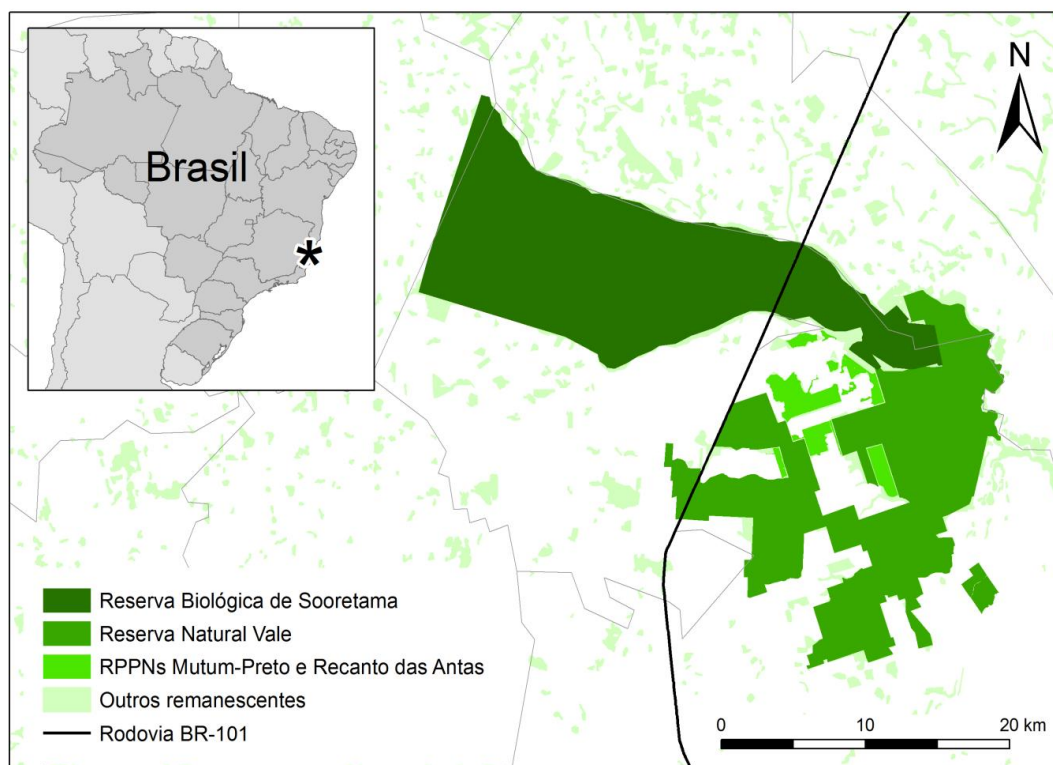 Brasil
*
N
Reserva Biológica de Sooretama
Reserva Natural Vale
RPPNs Mutum-Preto e Recanto das Antas
Outros remanescentes
Rodovia BR-101
0 10 20 km